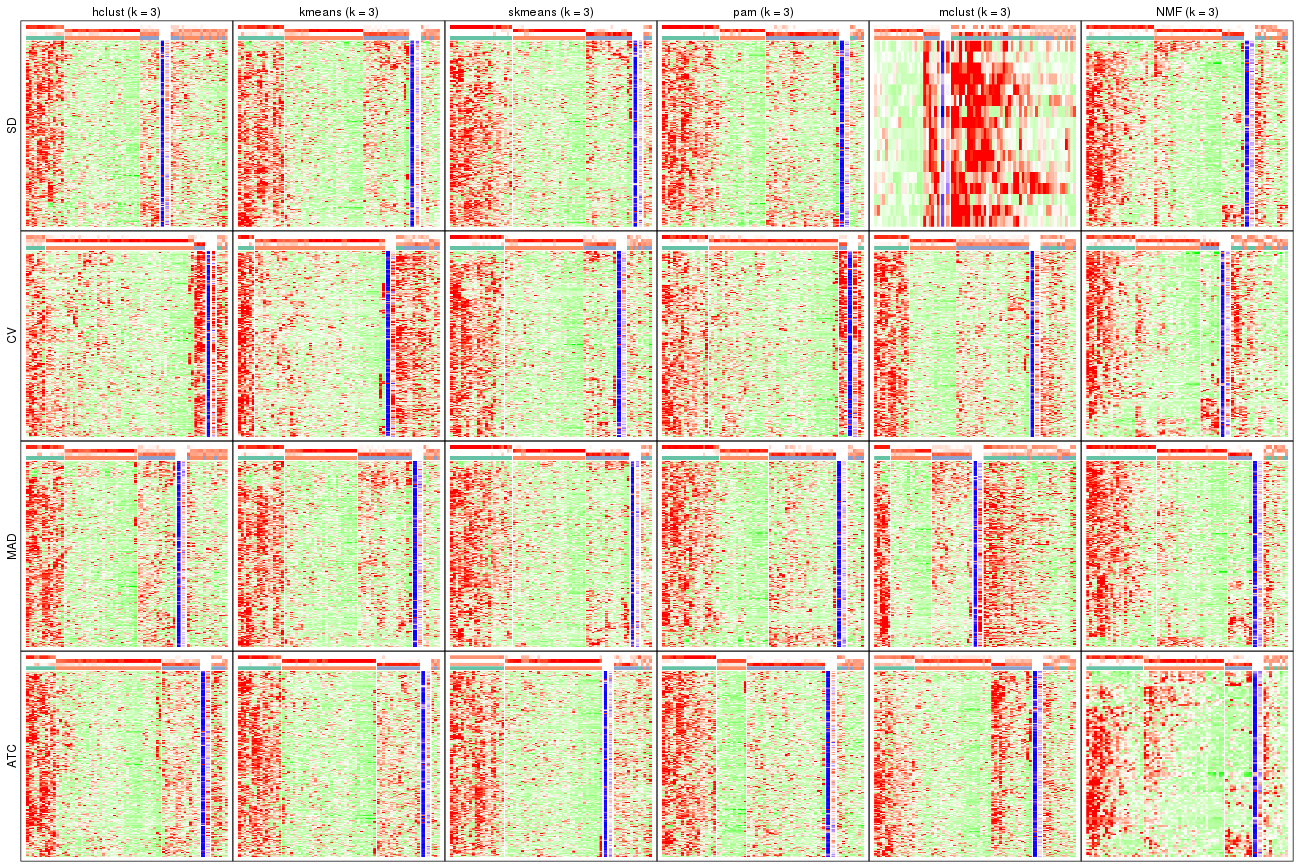 hclust (k = 3) kmeans (k = 3) skmeans (k = 3) pam (k = 3) mclust (k = 3) NMF (k = 3)
SD
CV
MAD
ATC